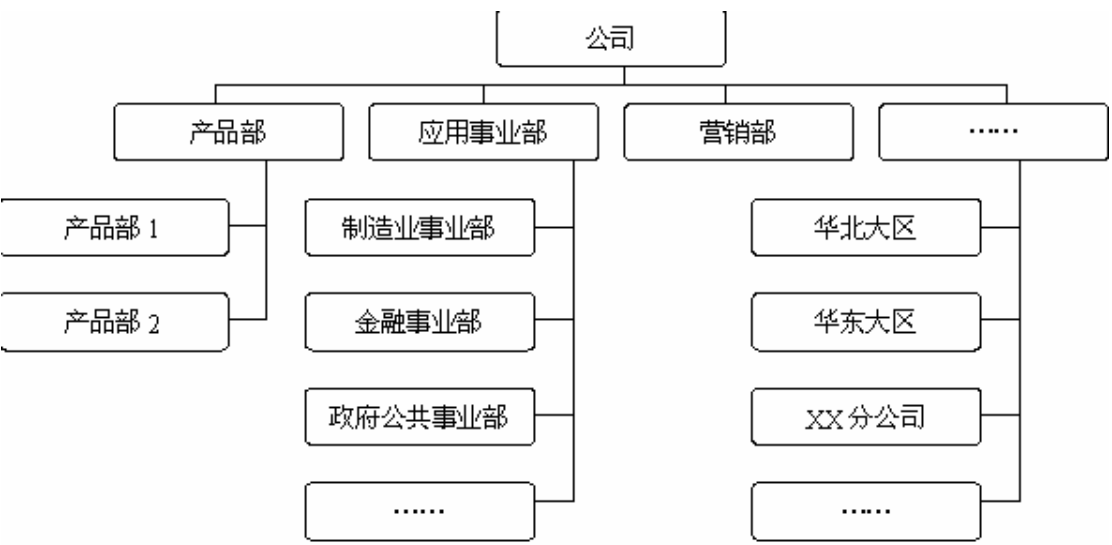 公司
产品部
应用事业部
营销部
……
产品部 1
制造业事业部
华北大区
产品部 2
金融事业部
华东大区
政府公共事业部
XX 分公司
……
……